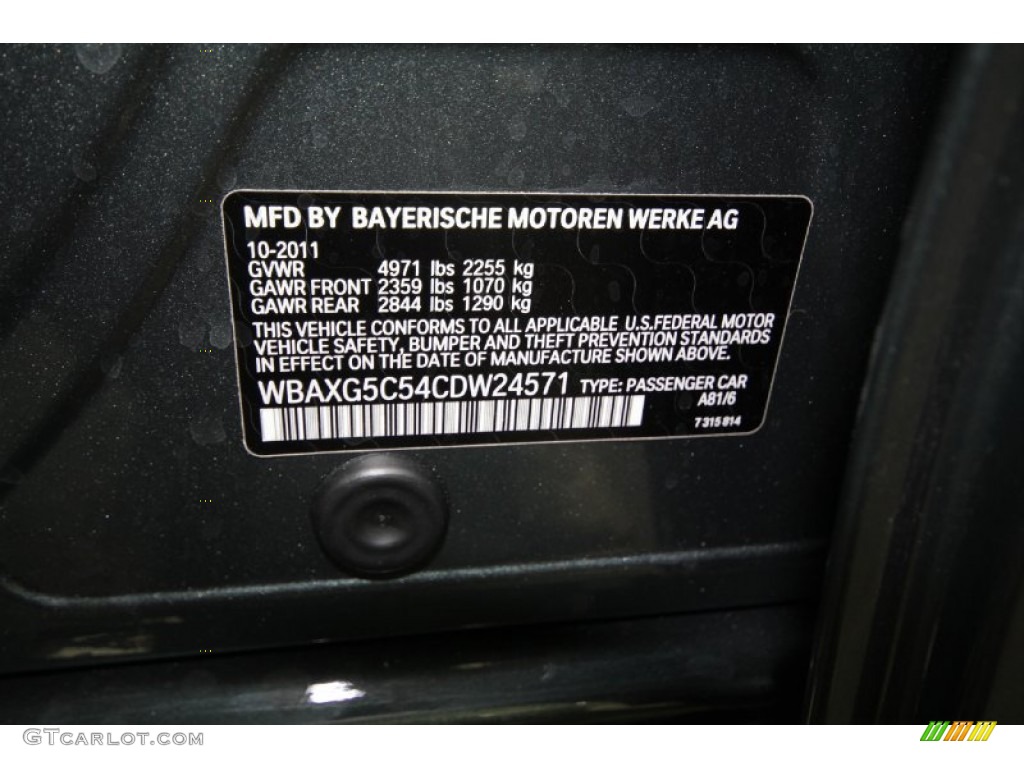 MFD BY BAYERISCHE MOTOREN WERKE AG
10-2011
GVWR 4971 lbs 2255 kg
GAWR FRONT 2359 lbs 1070 kg
GAWR REAR 2844 lbs 1290 kg
THIS VEHICLE CONFORMS TO ALL APPLICABLE U.S.FEDERAL MOTOR
VEHICLE SAFETY, BUMPER AND THEFT PREVENTION STANDARDS
IN EFFECT ON THE DATE OF MANUFACTURE SHOWN ABOVE.
WBAXG5C54CDW24571 TYPE: PASSENGER CAR
A81/6
7 315 814
GTCARLOT.COM